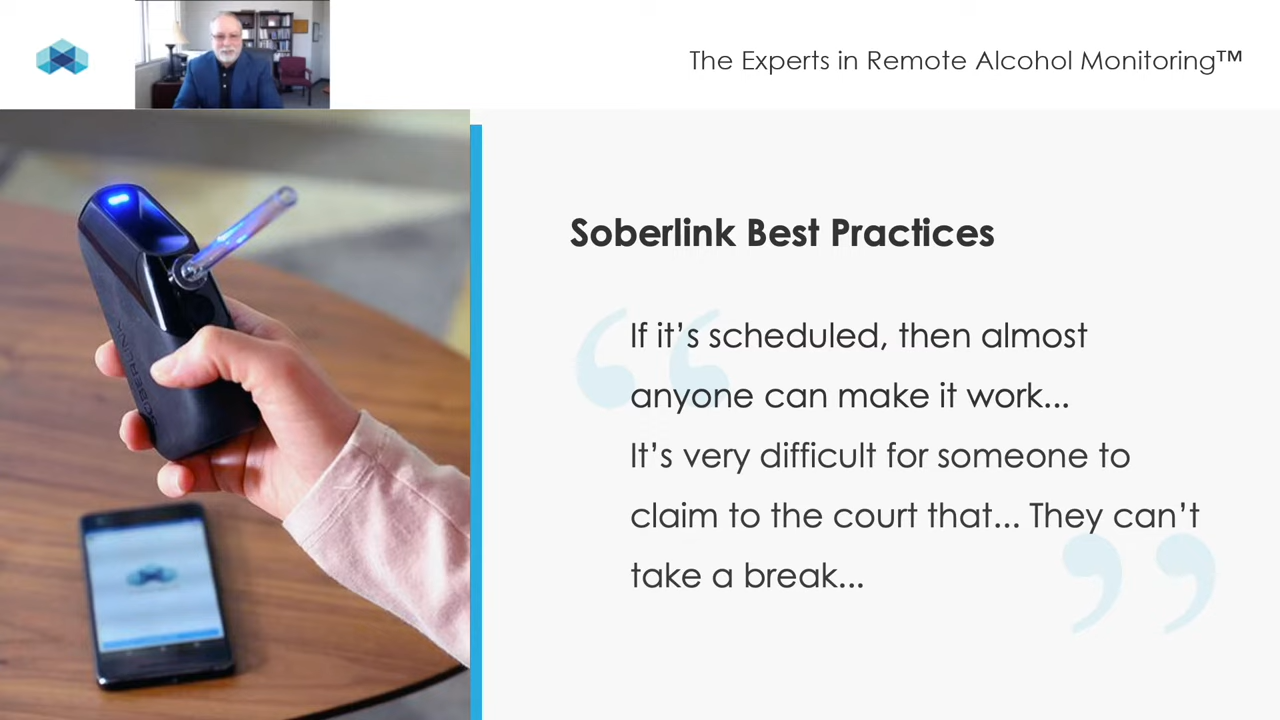 The Experts in Remote Alcohol Monitoring™
Soberlink Best Practices
“
If it’s scheduled, then almost
anyone can make it work...
It’s very difficult for someone to
claim to the court that... They can’t
take a break...
”
SOBERLINK